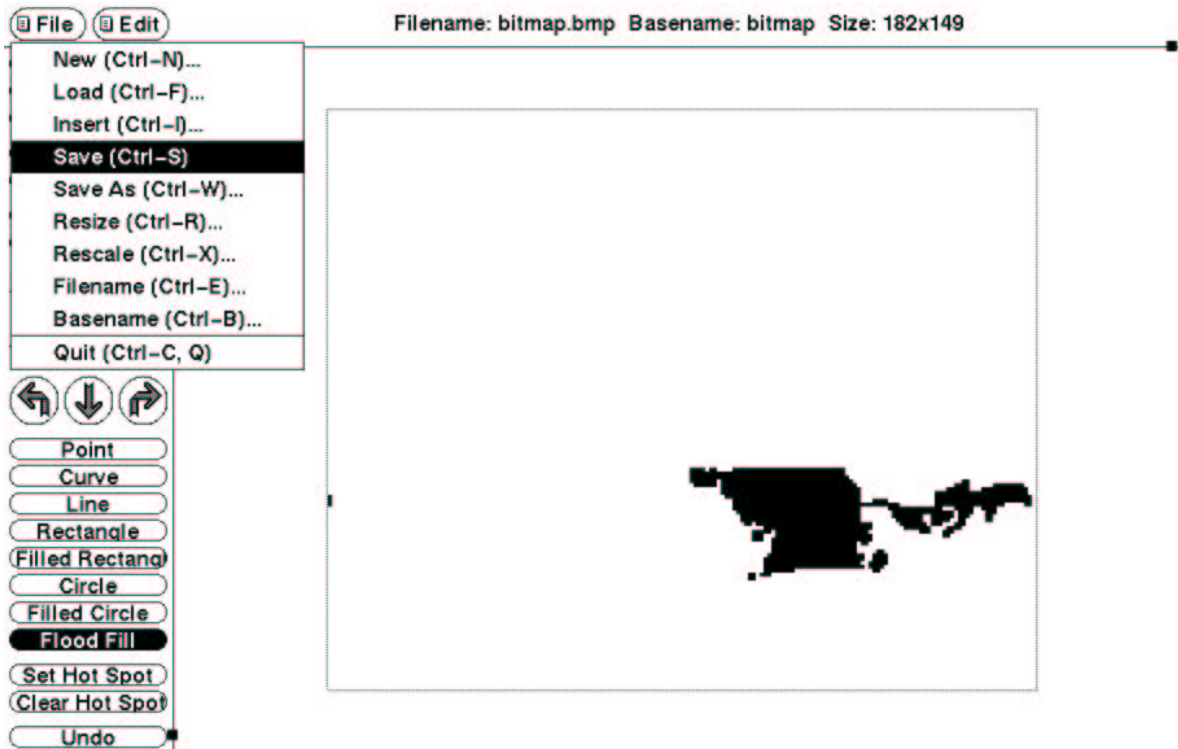 File Edit Filename: bitmap.bmp Basename: bitmap Size: 182x149
New (Ctrl-N)...
Load (Ctrl-F)...
Insert (Ctrl-I)...
Save (Ctrl-S)
Save As (Ctrl-W)...
Resize (Ctrl-R)...
Rescale (Ctrl-X)...
Filename (Ctrl-E)...
Basename (Ctrl-B)...
Quit (Ctrl-C, Q)
Point
Curve
Line
Rectangle
Filled Rectang
Circle
Filled Circle
Flood Fill
Set Hot Spot
Clear Hot Spot
Undo